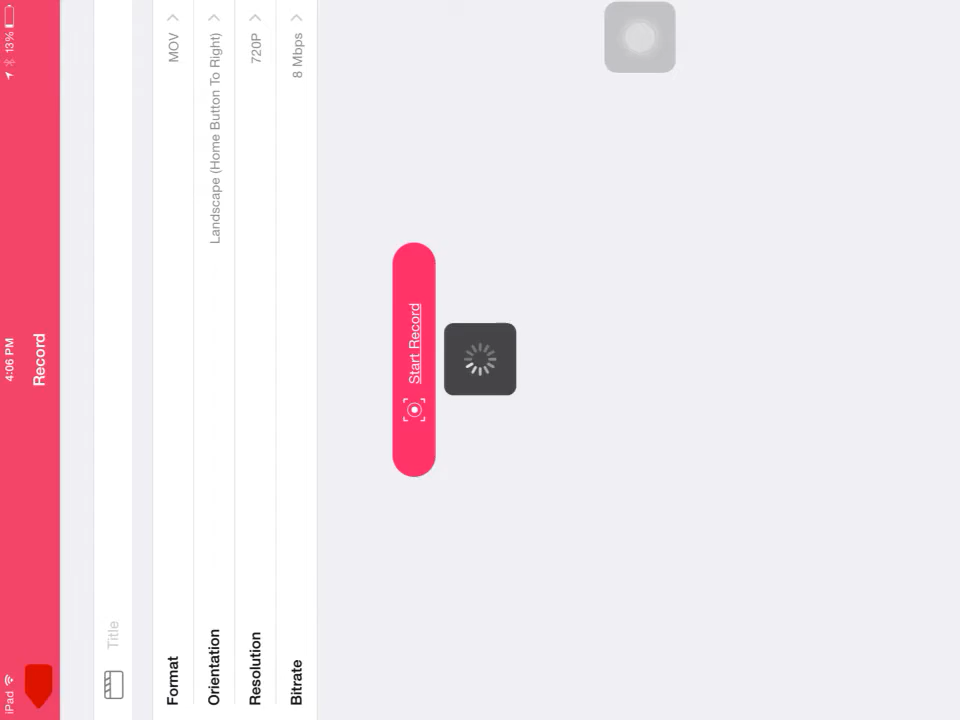 iPad 4:06 PM 13%
Record
Title
Format MOV
Orientation Landscape (Home Button To Right)
Resolution 720P
Bitrate 8 Mbps
Start Record